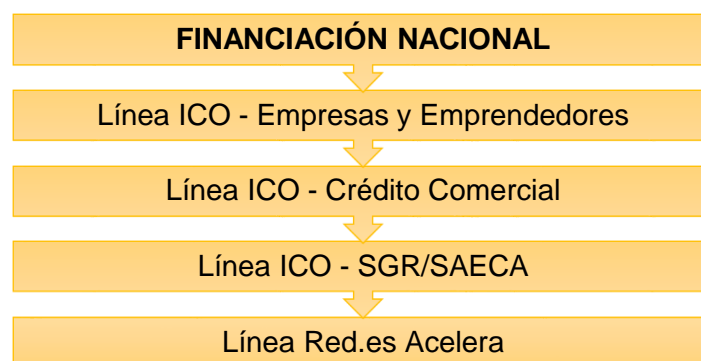 FINANCIACIÓN NACIONAL
Línea ICO - Empresas y Emprendedores
Línea ICO - Crédito Comercial
Línea ICO - SGR/SAECA
Línea Red.es Acelera